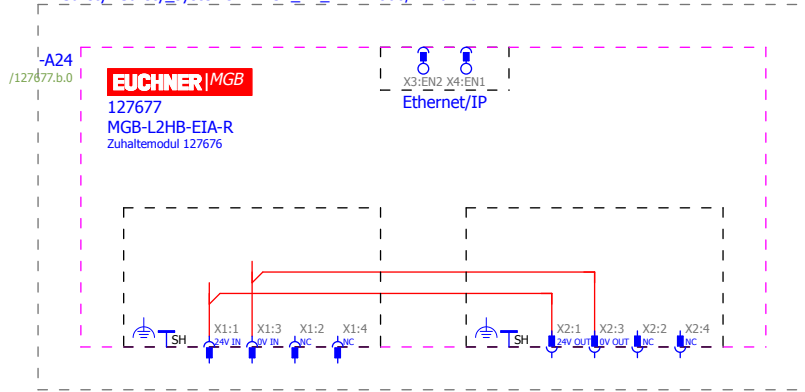 -A24
/127677.b.0
EUCHNER|MGB
127677
MGB-L2HB-EIA-R
Zuhaltemodul 127676
X3:EN2 X4:EN1
Ethernet/IP
X1:1 X1:3 X1:2 X1:4
SH 24V IN 0V IN NC NC
X2:1 X2:3 X2:2 X2:4
SH 24V OUT 0V OUT NC NC